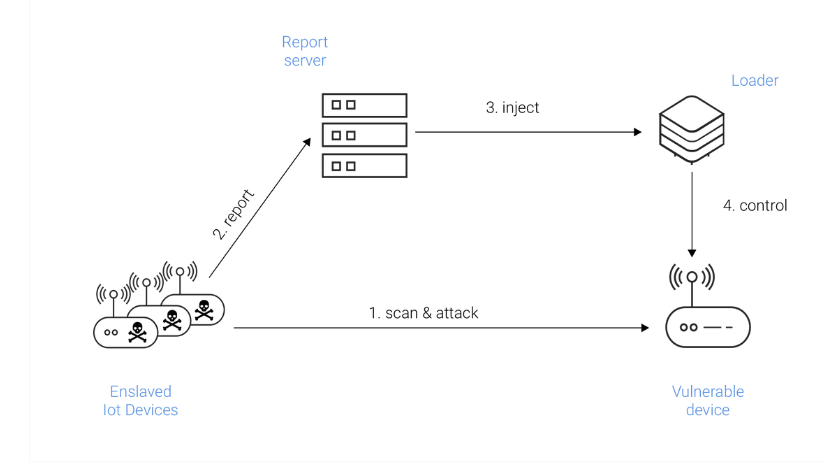 Report
server
Loader
3. inject
2. report
4. control
1. scan & attack
Enslaved
Iot Devices
Vulnerable
device